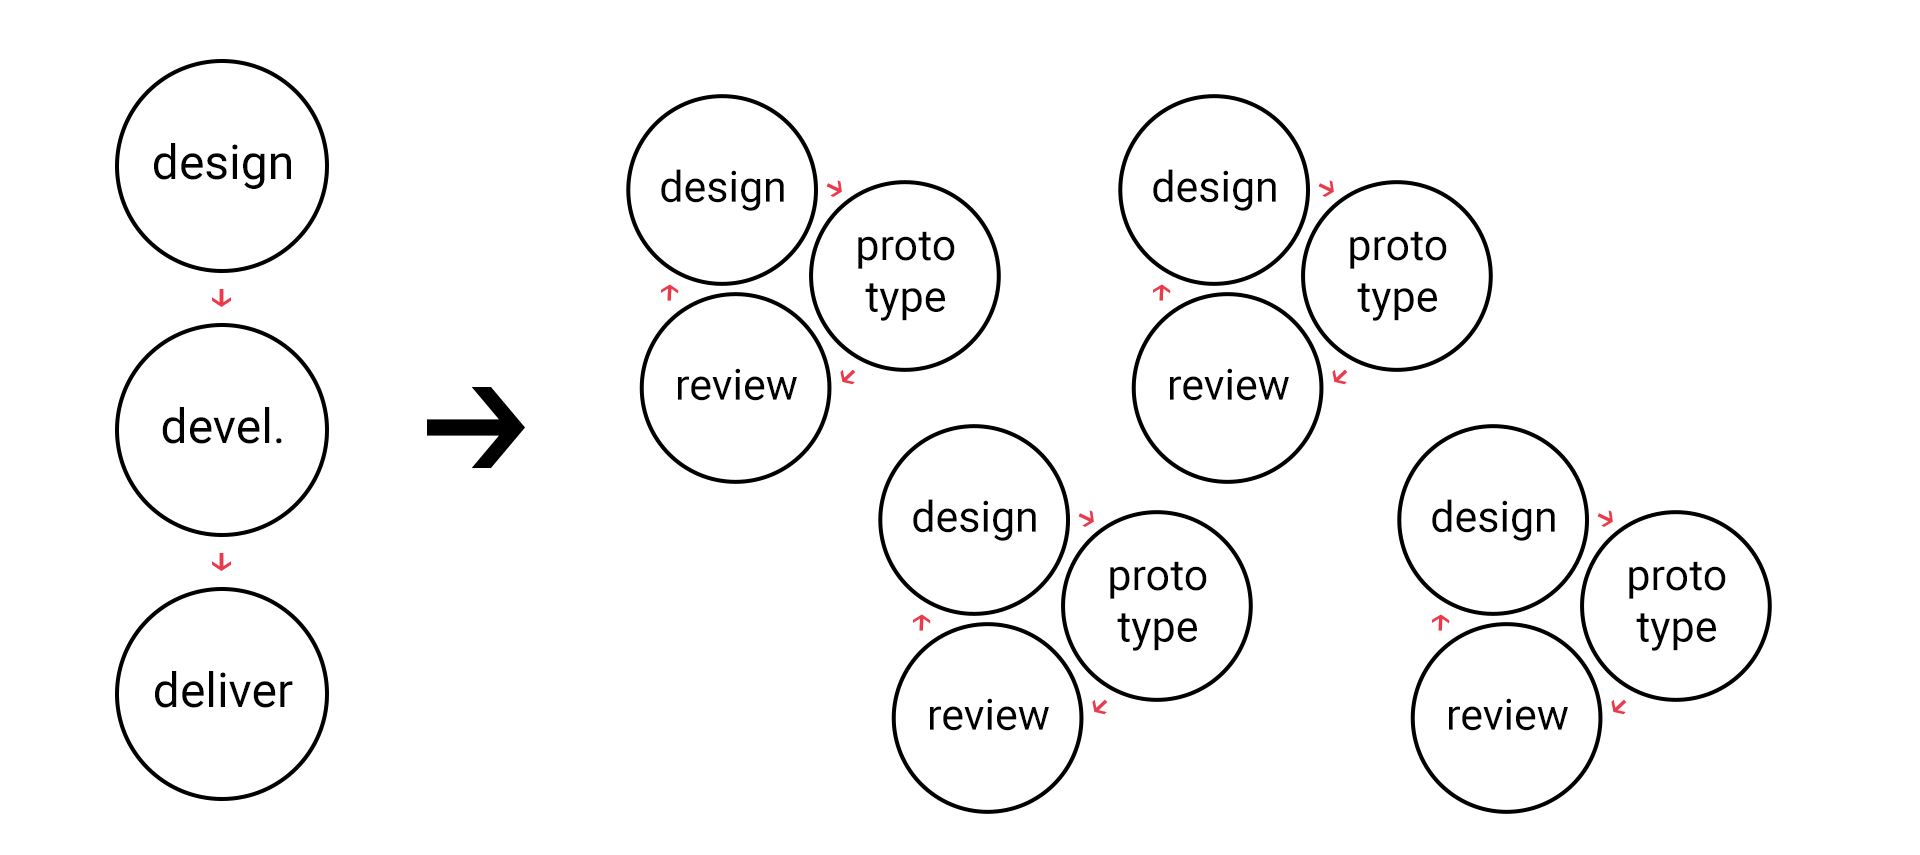 design
devel.
deliver
design
proto
type
review
design
proto
type
review
design
proto
type
review
design
proto
type
review